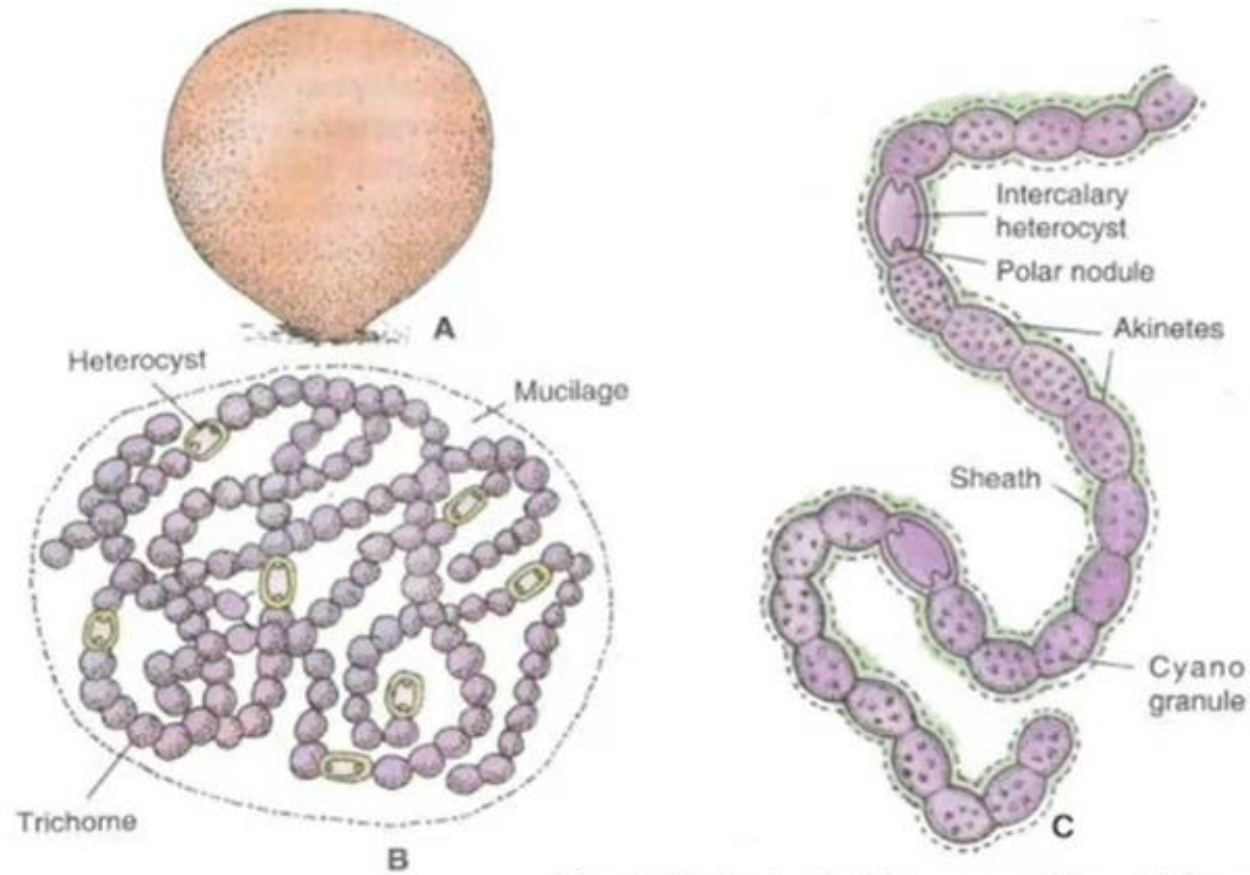 A
Heterocyst
Mucilage
Trichome
B
Intercalary
heterocyst
Polar nodule
Akinetes
Sheath
Cyano
granule
C